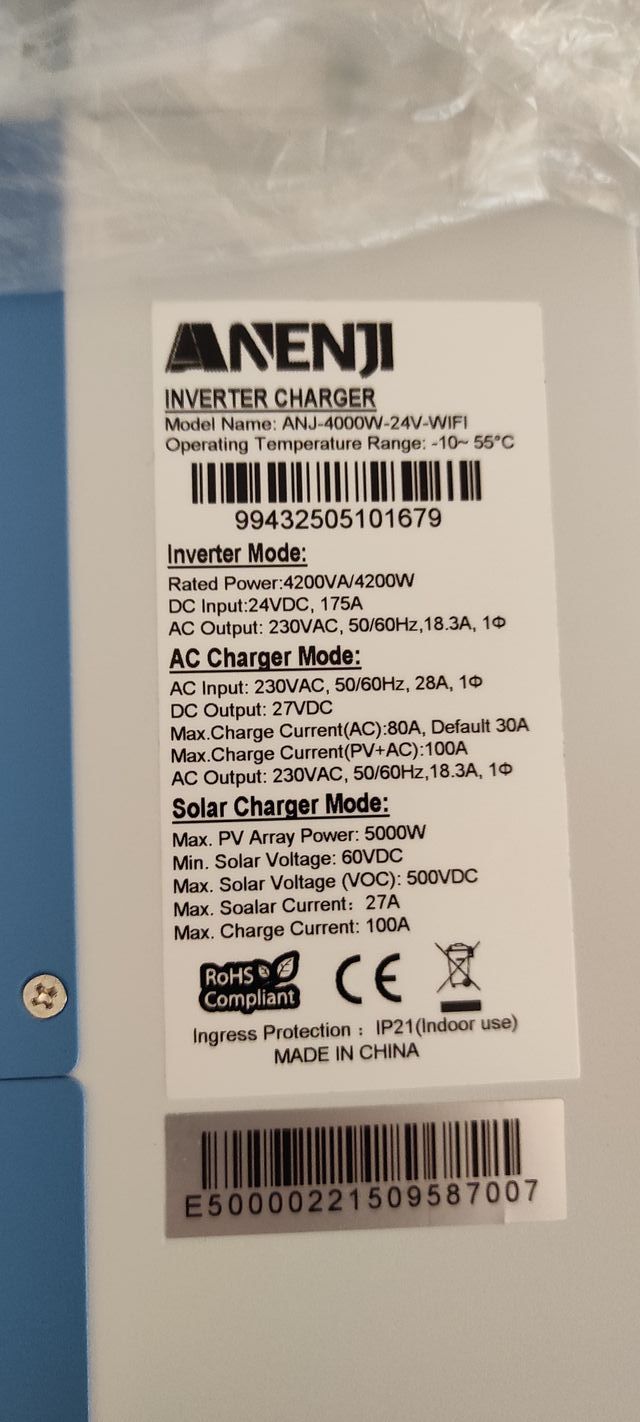 ANENJI
INVERTER CHARGER
Model Name: ANJ-4000W-24V-WIFI
Operating Temperature Range: -10~ 55°C
99432505101679
Inverter Mode:
Rated Power:4200VA/4200W
DC Input:24VDC, 175A
AC Output: 230VAC, 50/60Hz,18.3A, 1Φ
AC Charger Mode:
AC Input: 230VAC, 50/60Hz, 28A, 1Φ
DC Output: 27VDC
Max.Charge Current(AC):80A, Default 30A
Max.Charge Current(PV+AC):100A
AC Output: 230VAC, 50/60Hz,18.3A, 1Φ
Solar Charger Mode:
Max. PV Array Power: 5000W
Min. Solar Voltage: 60VDC
Max. Solar Voltage (VOC): 500VDC
Max. Soalar Current: 27A
Max. Charge Current: 100A
RoHS
Compliant
CE
Ingress Protection : IP21(Indoor use)
MADE IN CHINA
E50000221509587007